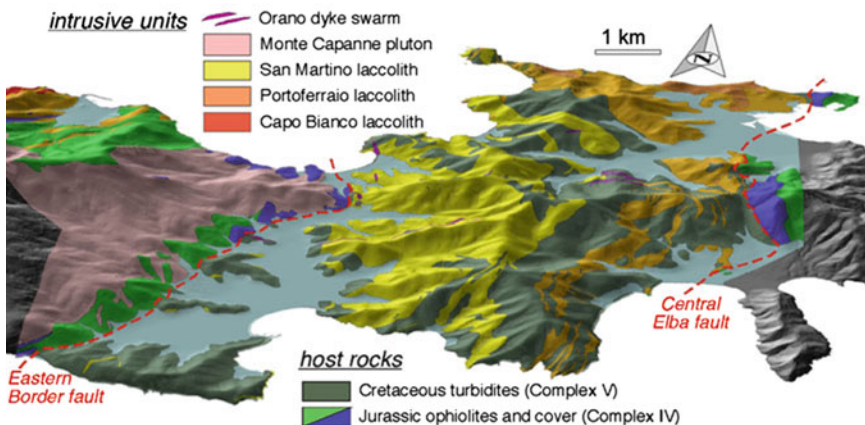 intrusive units
Orano dyke swarm
Monte Capanne pluton
San Martino laccolith
Portoferraio laccolith
Capo Bianco laccolith
1 km
N
Central
Elba fault
Eastern
Border fault
host rocks
Cretaceous turbidites (Complex V)
Jurassic ophiolites and cover (Complex IV)